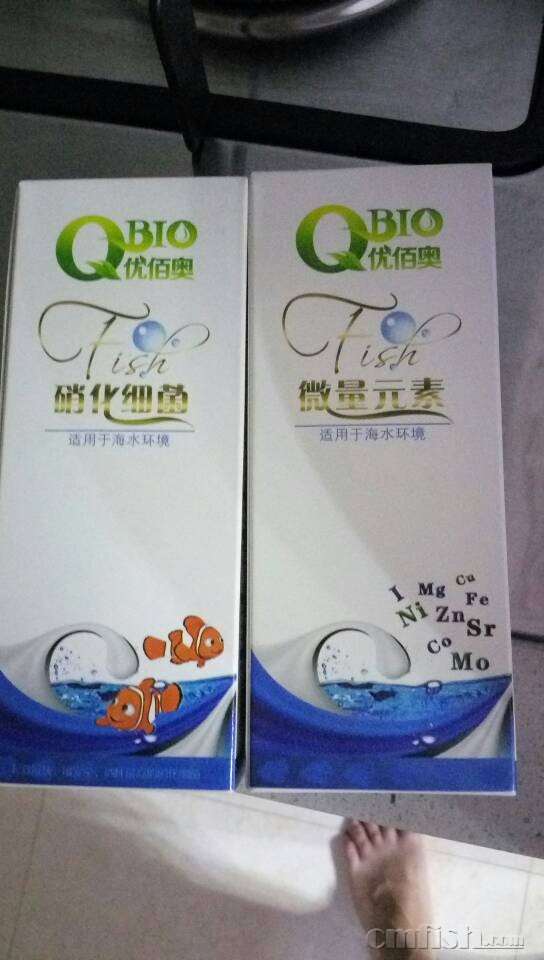 QBIO
优佰奥
Fish
硝化细菌
适用于海水环境
QBIO
优佰奥
Fish
微量元素
适用于海水环境
I Mg Cu
Ni Zn Fe
Co Sr
Mo
cmfish.com